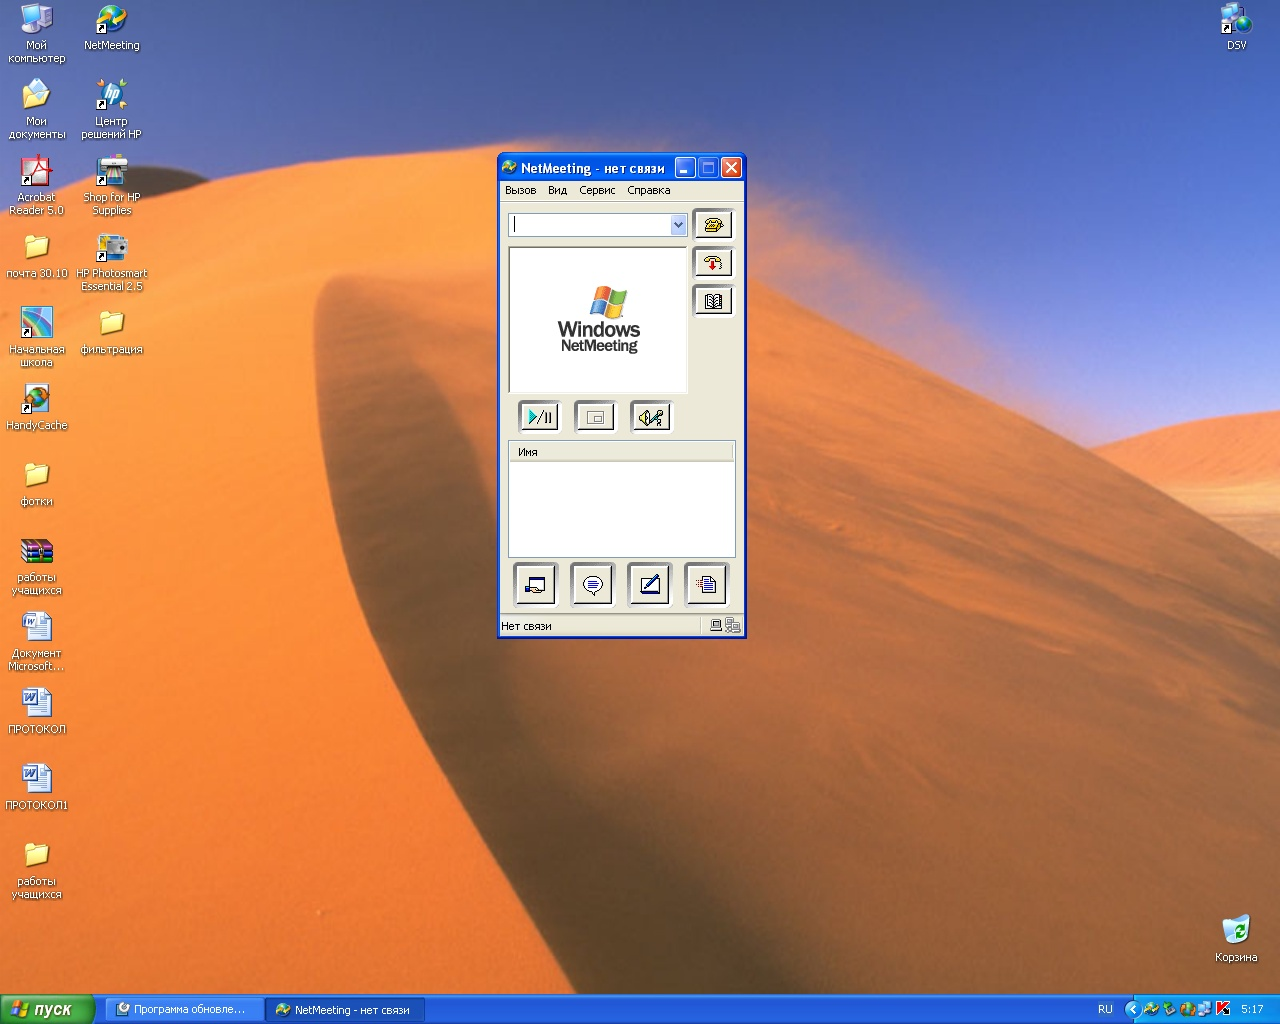 Мой
компьютер
NetMeeting
DSV
Мои
документы
Центр
решений HP
Acrobat
Reader 5.0
Shop for HP
Supplies
почта 30.10
HP Photosmart
Essential 2.5
Начальная
школа
фильтрация
HandyCache
фотки
работы
учащихся
Документ
Microsoft...
ПРОТОКОЛ
ПРОТОКОЛ1
работы
учащихся
Корзина
NetMeeting - нет связи
Вызов Вид Сервис Справка
Windows
NetMeeting
Имя
Нет связи
пуск
Программа обновле...
NetMeeting - нет связи
RU
5:17